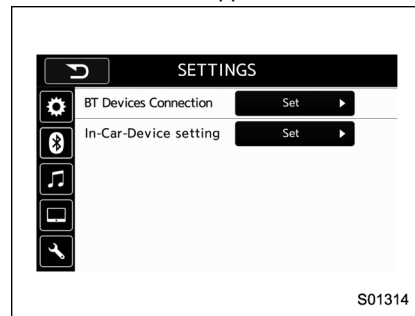 SETTINGS
BT Devices Connection Set
In-Car-Device setting Set
S01314